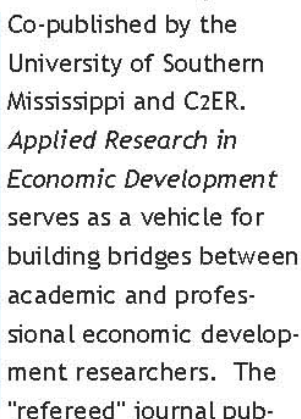 Co-published by the
University of Southern
Mississippi and C2ER.
Applied Research in
Economic Development
serves as a vehicle for
building bridges between
academic and profes-
sional economic develop-
ment researchers. The
"refereed" journal pub-